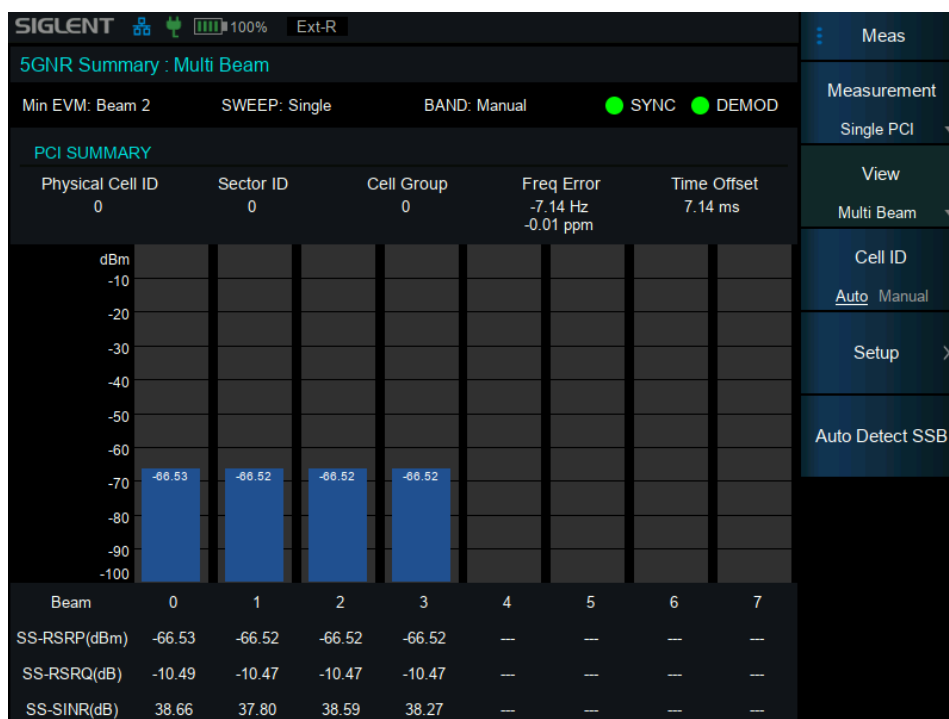 SIGLENT 100% Ext-R
Meas
5GNR Summary : Multi Beam
Min EVM: Beam 2 SWEEP: Single BAND: Manual SYNC DEMOD
Measurement
Single PCI
PCI SUMMARY
Physical Cell ID Sector ID Cell Group Freq Error Time Offset
0 0 0 -7.14 Hz 7.14 ms
-0.01 ppm
View
Multi Beam
Cell ID
Auto Manual
Setup
Auto Detect SSB
dBm
-10
-20
-30
-40
-50
-60
-70 -66.53 -66.52 -66.52 -66.52
-80
-90
-100
Beam 0 1 2 3 4 5 6 7
SS-RSRP(dBm) -66.53 -66.52 -66.52 -66.52 --- --- --- ---
SS-RSRQ(dB) -10.49 -10.47 -10.47 -10.47 --- --- --- ---
SS-SINR(dB) 38.66 37.80 38.59 38.27 --- --- --- ---